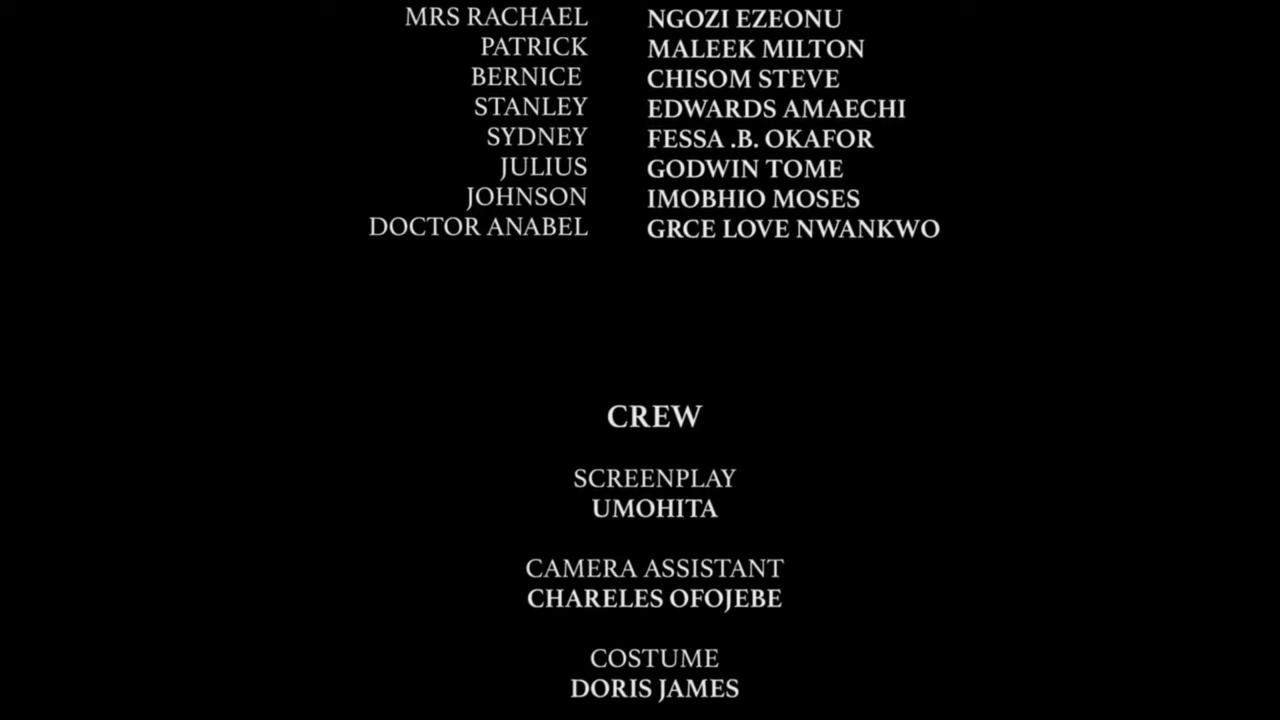 MRS RACHAEL NGOZI EZEONU
PATRICK MALEEK MILTON
BERNICE CHISOM STEVE
STANLEY EDWARDS AMAECHI
SYDNEY FESSA .B. OKAFOR
JULIUS GODWIN TOME
JOHNSON IMOBHIO MOSES
DOCTOR ANABEL GRCE LOVE NWANKWO
CREW
SCREENPLAY
UMOHITA
CAMERA ASSISTANT
CHARELES OFOJEBE
COSTUME
DORIS JAMES